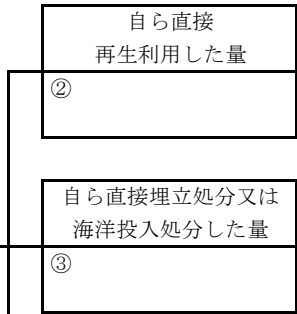 自ら直接
再生利用した量
②
自ら直接埋立処分又は
海洋投入処分した量
③